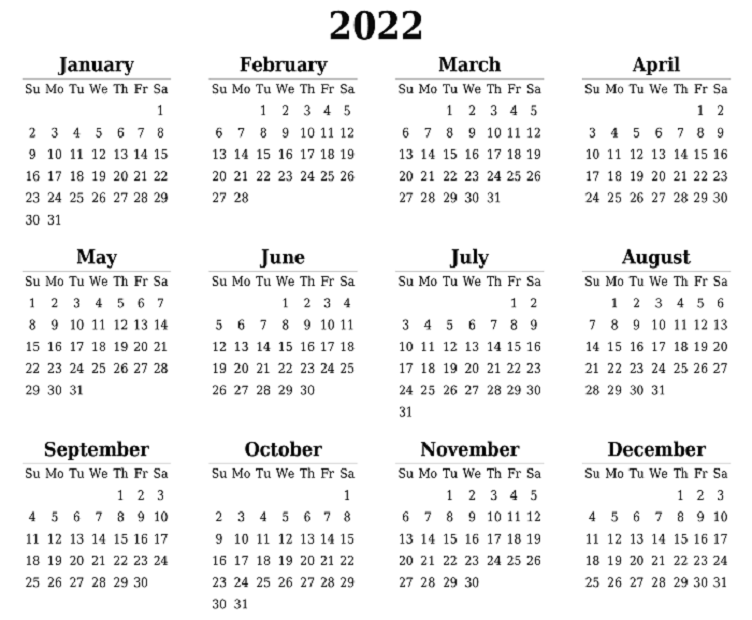 2022
January February March April
Su Mo Tu We Th Fr Sa Su Mo Tu We Th Fr Sa Su Mo Tu We Th Fr Sa Su Mo Tu We Th Fr Sa
1 1 2 3 4 5 1 2 3 4 5 1 2
2 3 4 5 6 7 8 6 7 8 9 10 11 12 6 7 8 9 10 11 12 3 4 5 6 7 8 9
9 10 11 12 13 14 15 13 14 15 16 17 18 19 13 14 15 16 17 18 19 10 11 12 13 14 15 16
16 17 18 19 20 21 22 20 21 22 23 24 25 26 20 21 22 23 24 25 26 17 18 19 20 21 22 23
23 24 25 26 27 28 29 27 28 27 28 29 30 31 24 25 26 27 28 29 30
30 31
May June July August
Su Mo Tu We Th Fr Sa Su Mo Tu We Th Fr Sa Su Mo Tu We Th Fr Sa Su Mo Tu We Th Fr Sa
1 2 3 4 5 6 7 1 2 3 4 1 2 1 2 3 4 5 6
8 9 10 11 12 13 14 5 6 7 8 9 10 11 3 4 5 6 7 8 9 7 8 9 10 11 12 13
15 16 17 18 19 20 21 12 13 14 15 16 17 18 10 11 12 13 14 15 16 14 15 16 17 18 19 20
22 23 24 25 26 27 28 19 20 21 22 23 24 25 17 18 19 20 21 22 23 21 22 23 24 25 26 27
29 30 31 26 27 28 29 30 24 25 26 27 28 29 30 28 29 30 31
31
September October November December
Su Mo Tu We Th Fr Sa Su Mo Tu We Th Fr Sa Su Mo Tu We Th Fr Sa Su Mo Tu We Th Fr Sa
1 2 3 1 1 2 3 4 5 1 2 3
4 5 6 7 8 9 10 2 3 4 5 6 7 8 6 7 8 9 10 11 12 4 5 6 7 8 9 10
11 12 13 14 15 16 17 9 10 11 12 13 14 15 13 14 15 16 17 18 19 11 12 13 14 15 16 17
18 19 20 21 22 23 24 16 17 18 19 20 21 22 20 21 22 23 24 25 26 18 19 20 21 22 23 24
25 26 27 28 29 30 23 24 25 26 27 28 29 27 28 29 30 25 26 27 28 29 30 31
30 31